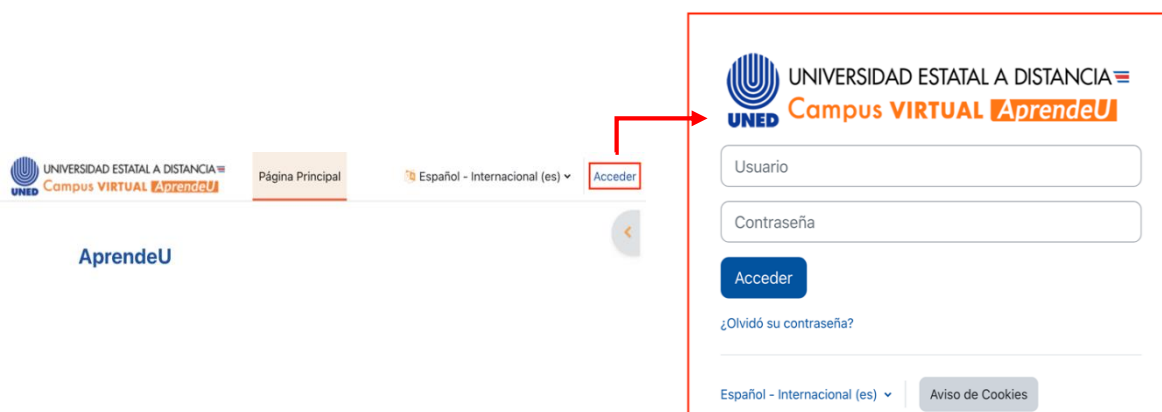 UNIVERSIDAD ESTATAL A DISTANCIA
UNED Campus VIRTUAL AprendeU
Página Principal
Español - Internacional (es)
Acceder
AprendeU
UNIVERSIDAD ESTATAL A DISTANCIA
UNED Campus VIRTUAL AprendeU
Usuario
Contraseña
Acceder
¿Olvidó su contraseña?
Español - Internacional (es)
Aviso de Cookies